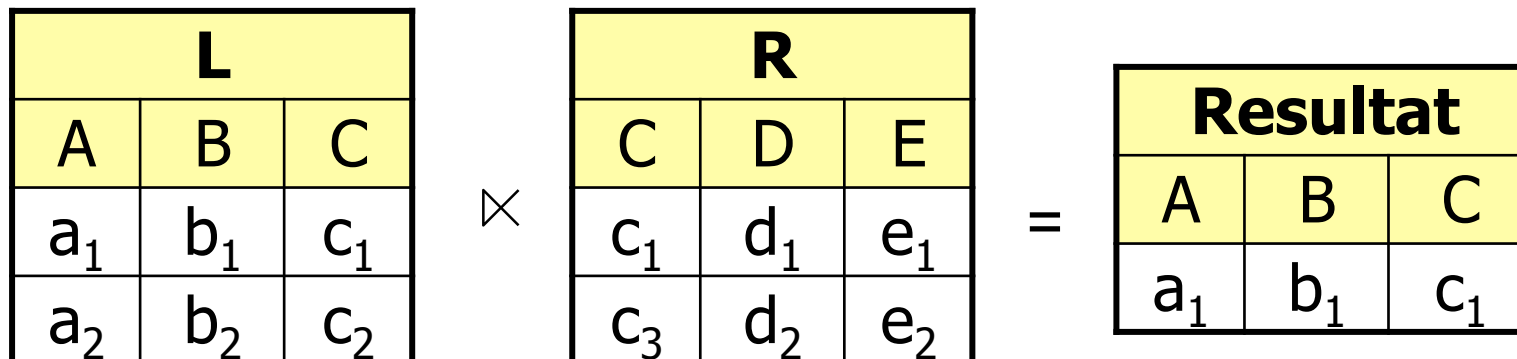 L
A B C
a₁ b₁ c₁
a₂ b₂ c₂
⋉
R
C D E
c₁ d₁ e₁
c₃ d₂ e₂
=
Resultat
A B C
a₁ b₁ c₁